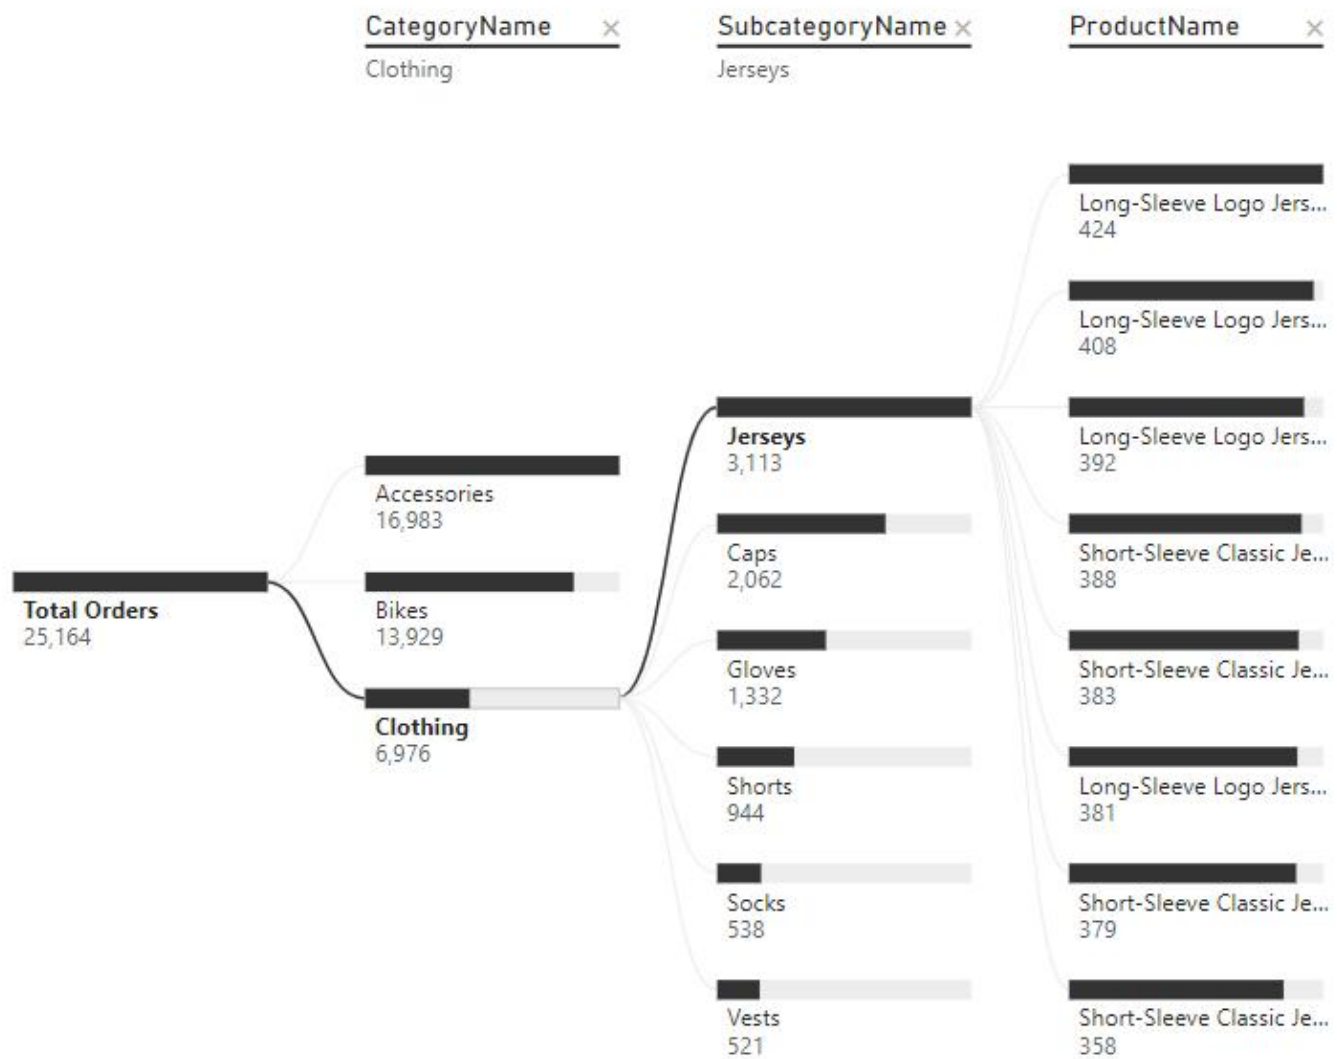 CategoryName ×
Clothing
SubcategoryName ×
Jerseys
ProductName ×
Total Orders
25,164
Accessories
16,983
Bikes
13,929
Clothing
6,976
Jerseys
3,113
Caps
2,062
Gloves
1,332
Shorts
944
Socks
538
Vests
521
Long-Sleeve Logo Jers...
424
Long-Sleeve Logo Jers...
408
Long-Sleeve Logo Jers...
392
Short-Sleeve Classic Je...
388
Short-Sleeve Classic Je...
383
Long-Sleeve Logo Jers...
381
Short-Sleeve Classic Je...
379
Short-Sleeve Classic Je...
358